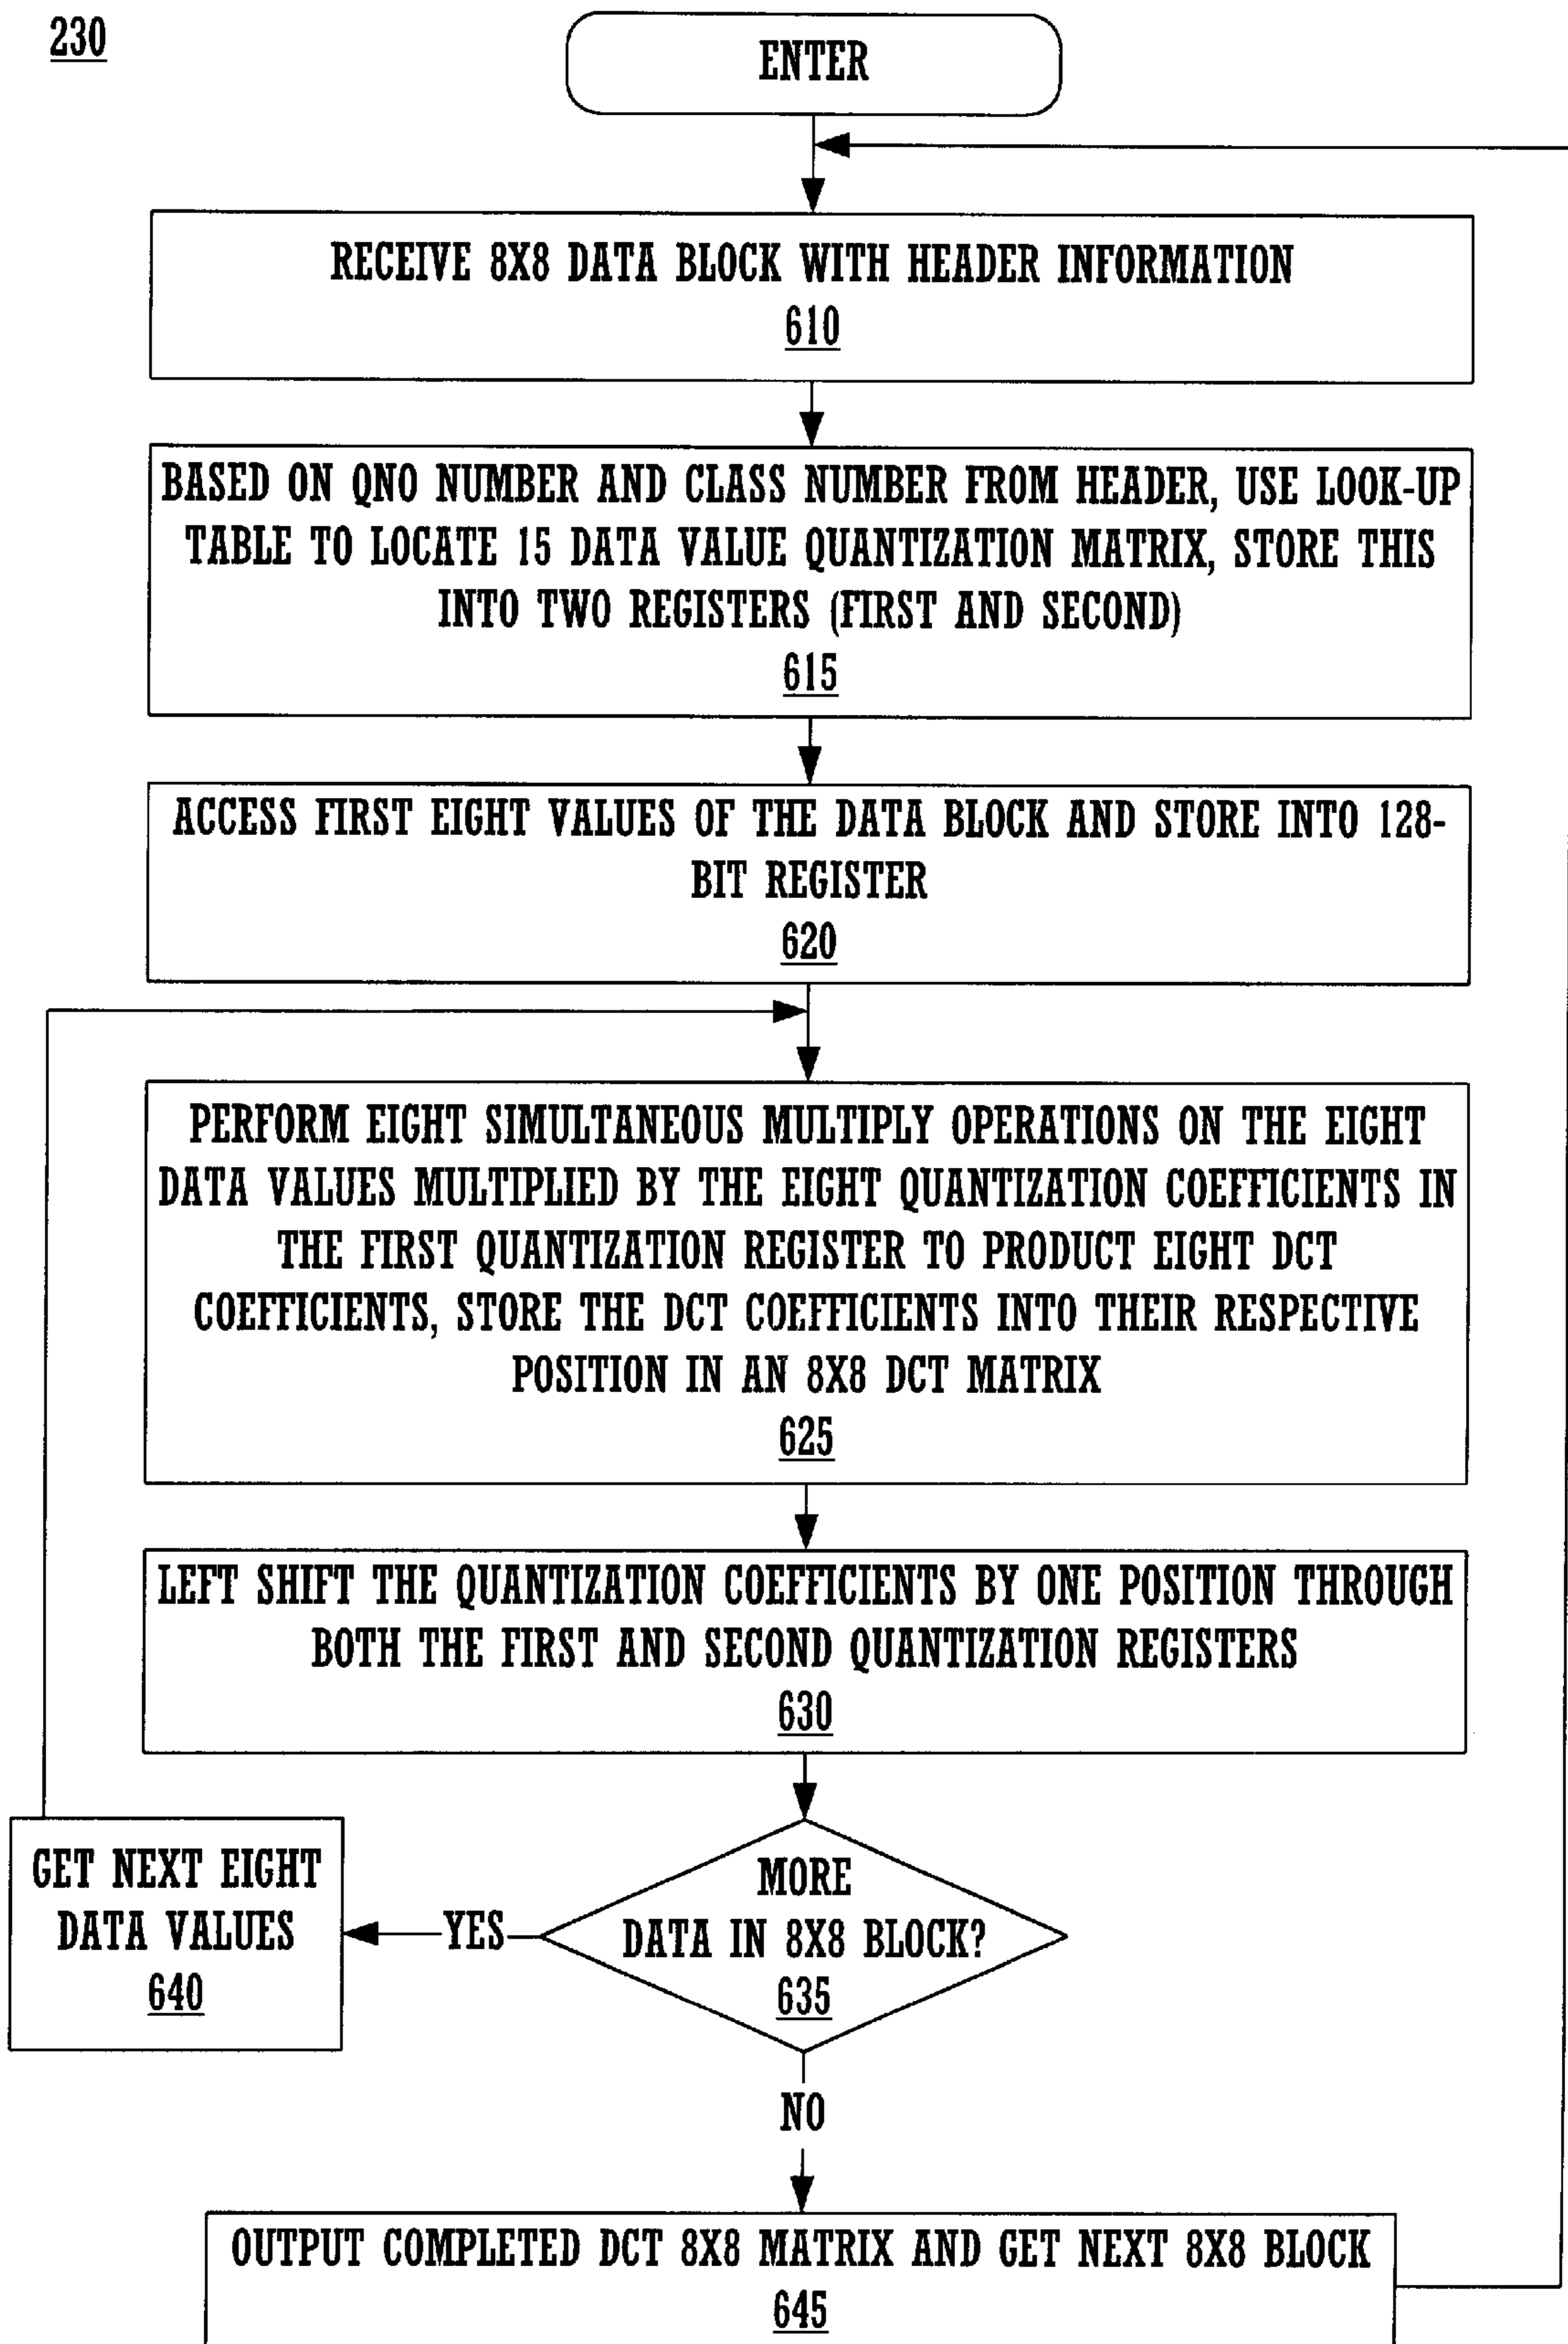 230
ENTER
RECEIVE 8X8 DATA BLOCK WITH HEADER INFORMATION
610
BASED ON QNO NUMBER AND CLASS NUMBER FROM HEADER, USE LOOK-UP
TABLE TO LOCATE 15 DATA VALUE QUANTIZATION MATRIX, STORE THIS
INTO TWO REGISTERS (FIRST AND SECOND)
615
ACCESS FIRST EIGHT VALUES OF THE DATA BLOCK AND STORE INTO 128-
BIT REGISTER
620
PERFORM EIGHT SIMULTANEOUS MULTIPLY OPERATIONS ON THE EIGHT
DATA VALUES MULTIPLIED BY THE EIGHT QUANTIZATION COEFFICIENTS IN
THE FIRST QUANTIZATION REGISTER TO PRODUCT EIGHT DCT
COEFFICIENTS, STORE THE DCT COEFFICIENTS INTO THEIR RESPECTIVE
POSITION IN AN 8X8 DCT MATRIX
625
LEFT SHIFT THE QUANTIZATION COEFFICIENTS BY ONE POSITION THROUGH
BOTH THE FIRST AND SECOND QUANTIZATION REGISTERS
630
MORE
DATA IN 8X8 BLOCK?
635
YES
GET NEXT EIGHT
DATA VALUES
640
NO
OUTPUT COMPLETED DCT 8X8 MATRIX AND GET NEXT 8X8 BLOCK
645